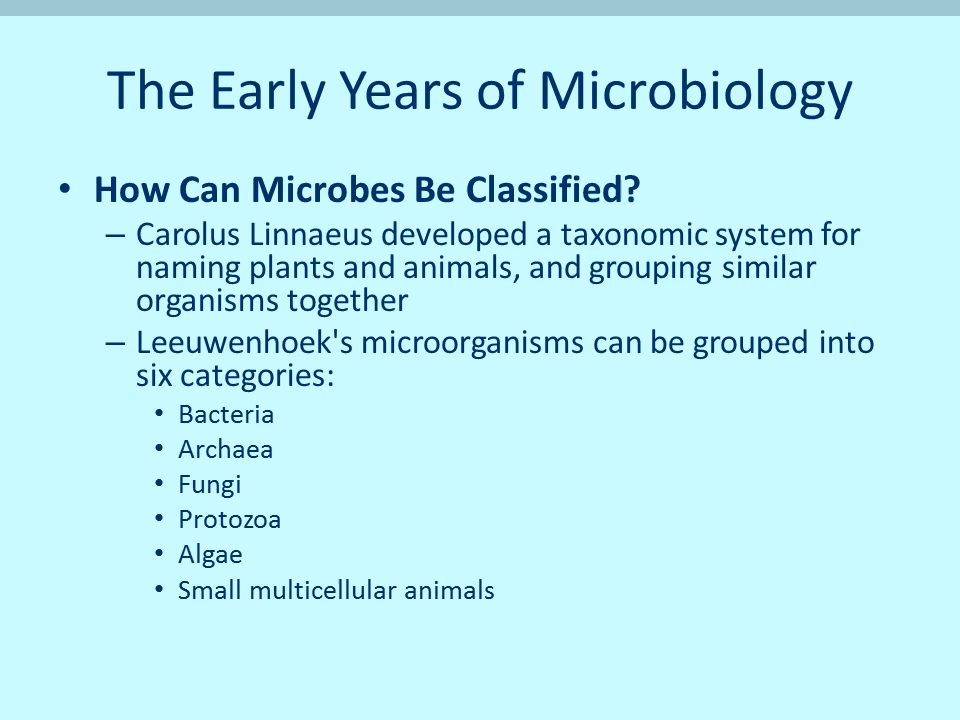 The Early Years of Microbiology
• How Can Microbes Be Classified?
– Carolus Linnaeus developed a taxonomic system for
naming plants and animals, and grouping similar
organisms together
– Leeuwenhoek's microorganisms can be grouped into
six categories:
• Bacteria
• Archaea
• Fungi
• Protozoa
• Algae
• Small multicellular animals